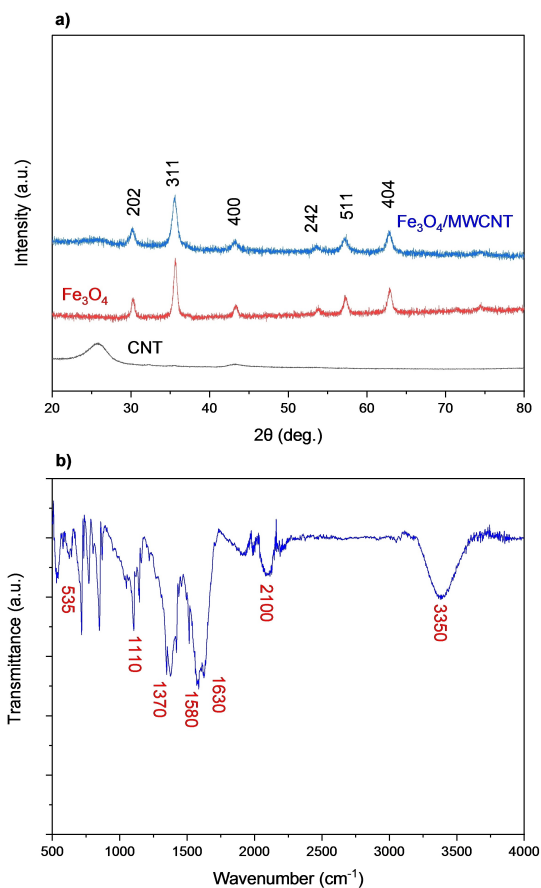 a)
Intensity (a.u.)
202
311
400
242
511
404
Fe₃O₄/MWCNT
Fe₃O₄
CNT
20 30 40 50 60 70 80
2θ (deg.)
b)
Transmittance (a.u.)
535
1110
1370
1580
1630
2100
3350
500 1000 1500 2000 2500 3000 3500 4000
Wavenumber (cm⁻¹)